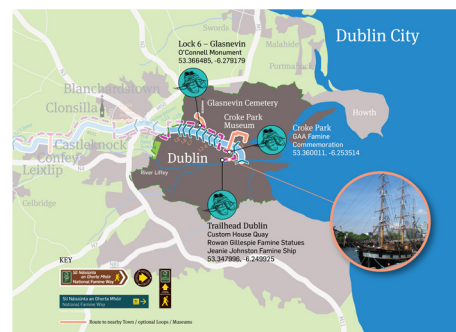 Dublin City
Swords
Malahide
Portmarnock
Howth
Lock 6 – Glasnevin
O'Connell Monument
53.366485, -6.279179
Blanchardstown
Clonsilla
Glasnevin Cemetery
Croke Park
Museum
Castleknock
Confey
Leixlip
Dublin
River Liffey
Celbridge
Croke Park
GAA Famine
Commemoration
53.360011, -6.253514
Trailhead Dublin
Custom House Quay
Rowan Gillespie Famine Statues
Jeanie Johnston Famine Ship
53.347996, -6.249925
KEY
Slí Náisiúnta an Ghorta Mhóir
National Famine Way
Slí Náisiúnta an Ghorta Mhóir
National Famine Way
Route to nearby Town / optional Loops / Museums